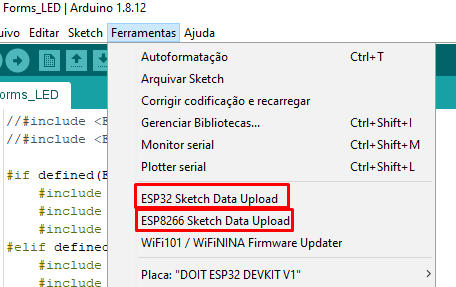 Forms_LED | Arduino 1.8.12
uivo Editar Sketch Ferramentas Ajuda
Autoformatação Ctrl+T
Arquivar Sketch
Corrigir codificação e recarregar
Gerenciar Bibliotecas... Ctrl+Shift+I
Monitor serial Ctrl+Shift+M
Plotter serial Ctrl+Shift+L
ESP32 Sketch Data Upload
ESP8266 Sketch Data Upload
WiFi101 / WiFiNINA Firmware Updater
Placa: "DOIT ESP32 DEVKIT V1"
orms_LED
//#include <E
//#include <E
#if defined(E
#include
#include
#include
#elif define
#include
#include